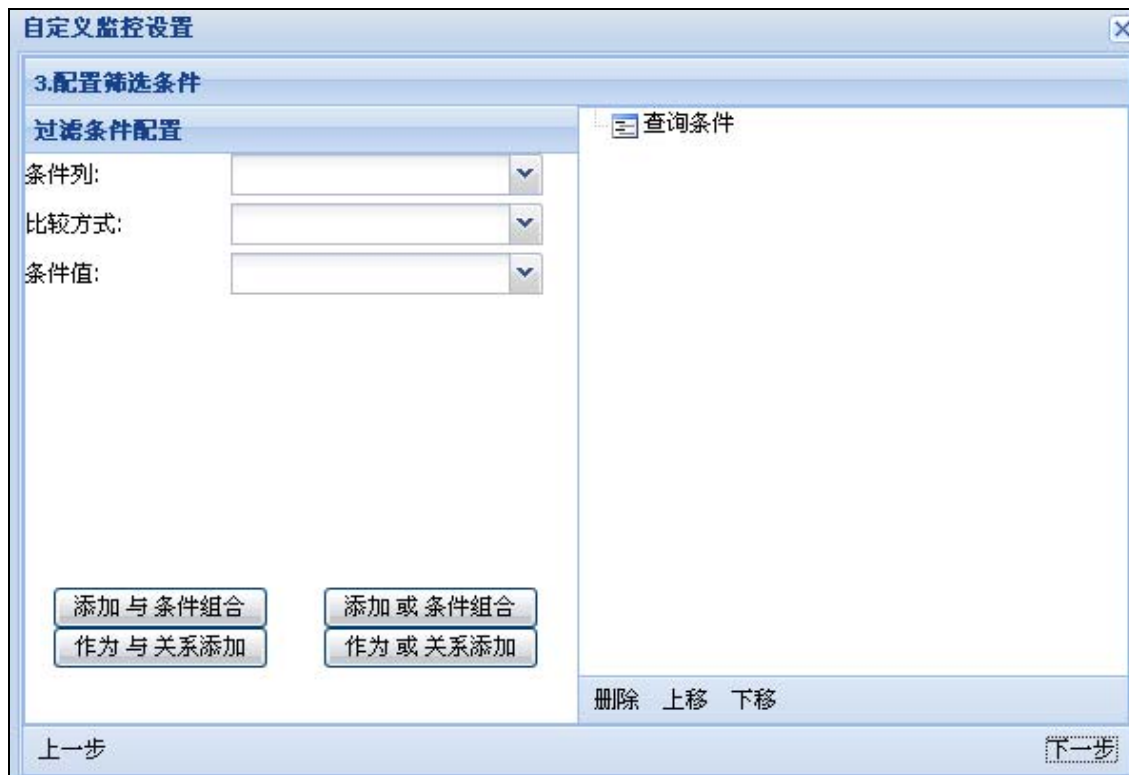 自定义监控设置
3.配置筛选条件
过滤条件配置
查询条件
条件列:
比较方式:
条件值:
添加 与 条件组合
添加 或 条件组合
作为 与 关系添加
作为 或 关系添加
删除 上移 下移
上一步
下一步